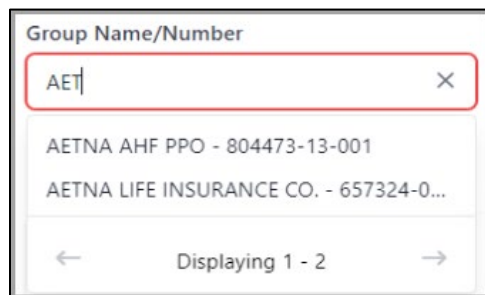 Group Name/Number
AET
AETNA AHF PPO - 804473-13-001
AETNA LIFE INSURANCE CO. - 657324-0...
Displaying 1 - 2